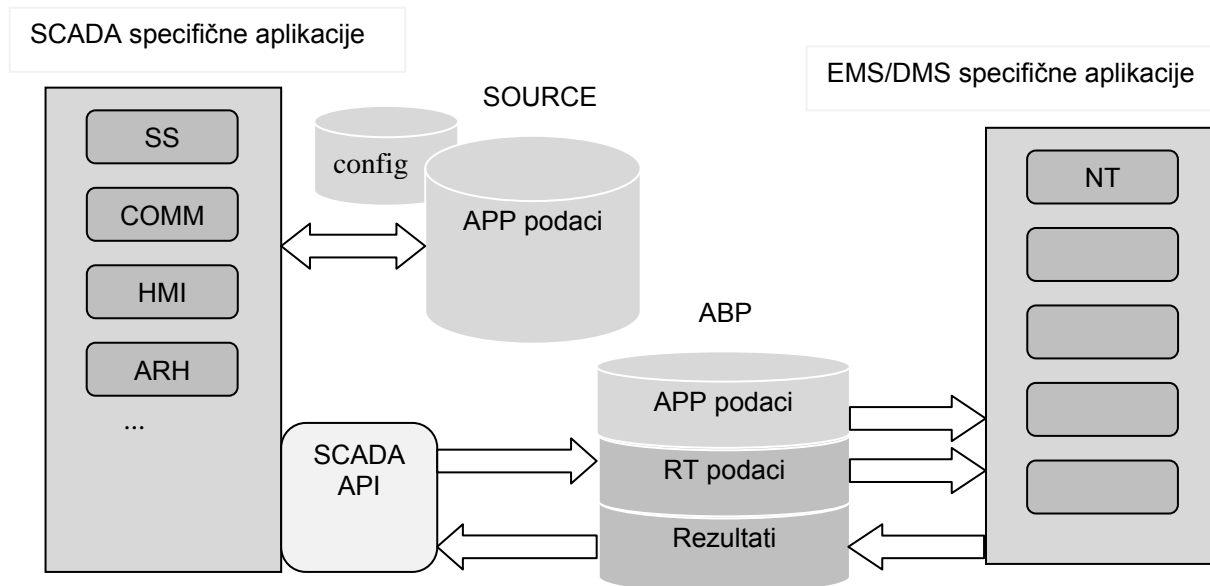 SCADA specifične aplikacije
EMS/DMS specifične aplikacije
SOURCE
SS
COMM
HMI
ARH
...
config
APP podaci
NT
ABP
SCADA
API
APP podaci
RT podaci
Rezultati